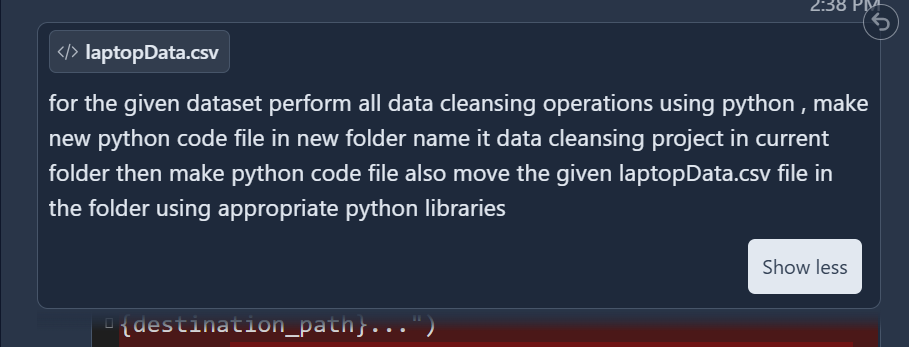 2:38 PM
</> laptopData.csv
for the given dataset perform all data cleansing operations using python , make
new python code file in new folder name it data cleansing project in current
folder then make python code file also move the given laptopData.csv file in
the folder using appropriate python libraries
Show less
{destination_path}...")